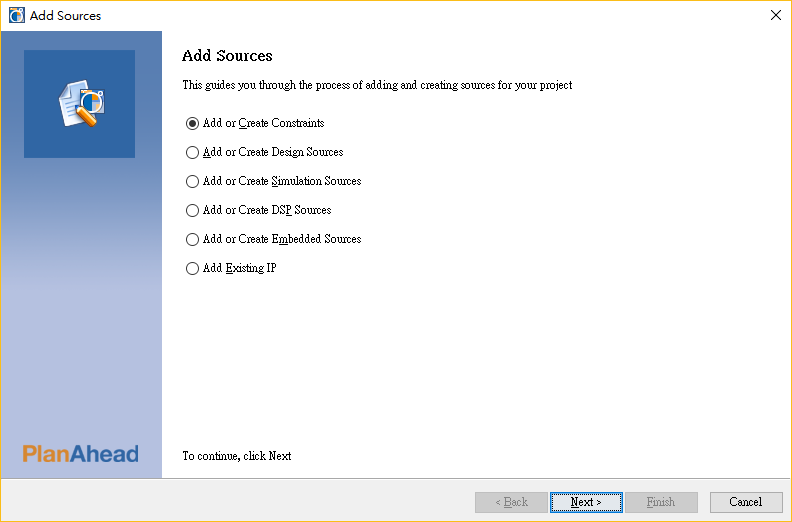 Add Sources
Add Sources
This guides you through the process of adding and creating sources for your project
Add or Create Constraints
Add or Create Design Sources
Add or Create Simulation Sources
Add or Create DSP Sources
Add or Create Embedded Sources
Add Existing IP
PlanAhead
To continue, click Next
< Back
Next >
Finish
Cancel